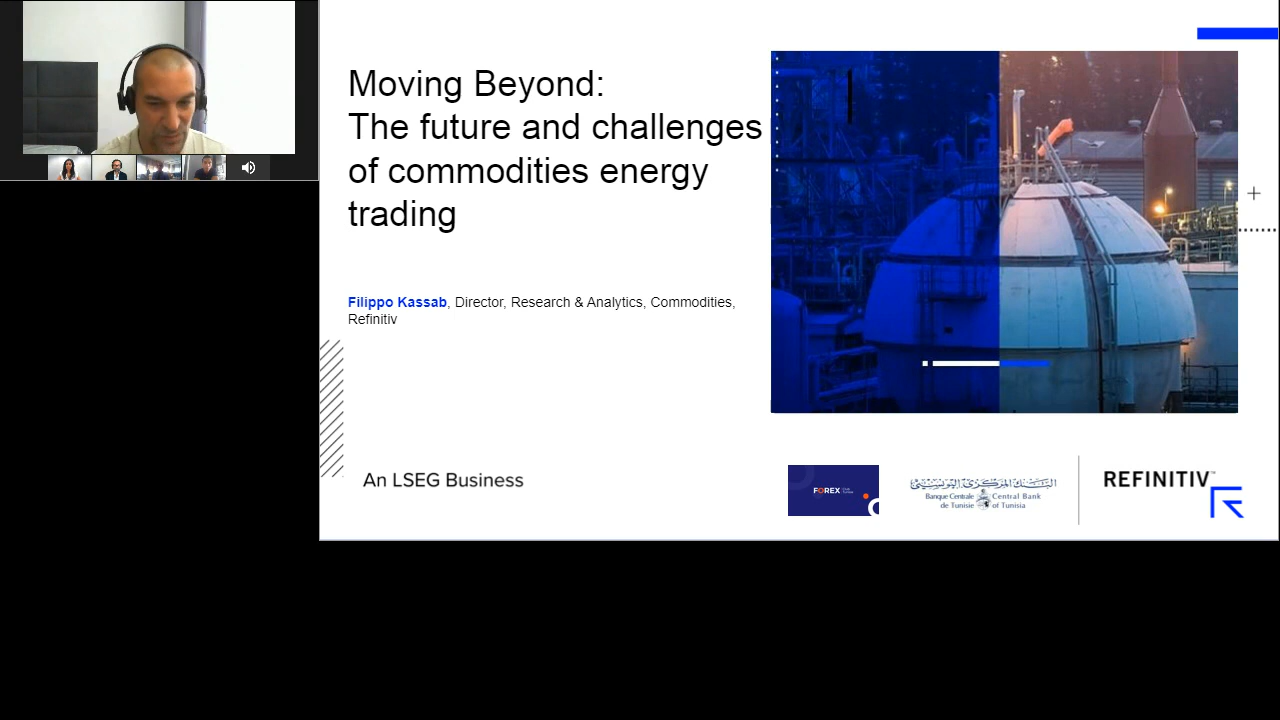 Moving Beyond:
The future and challenges
of commodities energy
trading
Filippo Kassab, Director, Research & Analytics, Commodities,
Refinitiv
An LSEG Business
FOREX
البنك المركزي التونسي
Banque Centrale
de Tunisie
Central Bank
of Tunisia
REFINITIV™